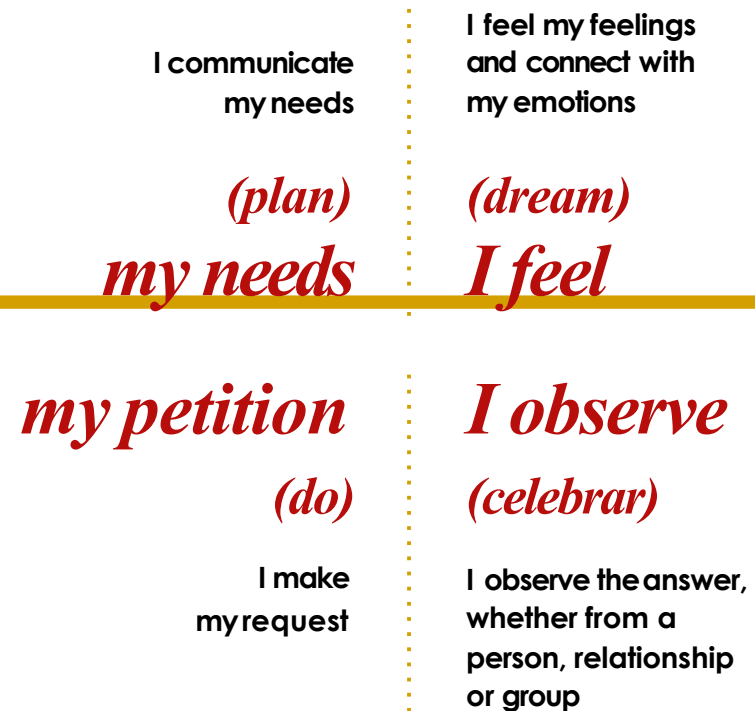 I communicate
my needs
(plan)
my needs
I feel my feelings
and connect with
my emotions
(dream)
I feel
my petition
(do)
I make
my request
I observe
(celebrar)
I observe the answer,
whether from a
person, relationship
or group